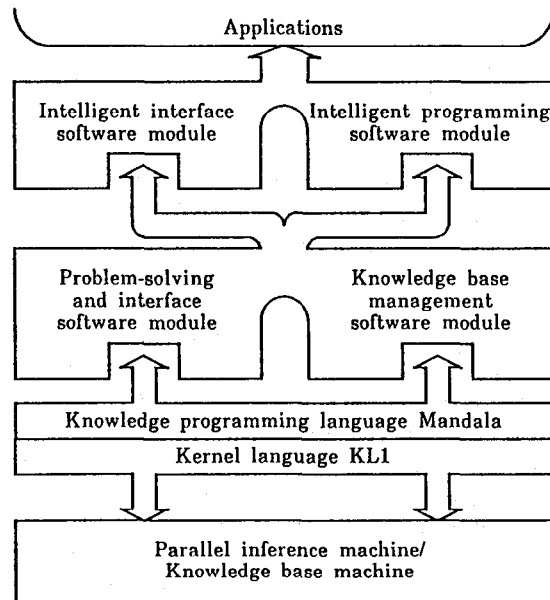 Applications
Intelligent interface
software module
Intelligent programming
software module
Problem-solving
and interface
software module
Knowledge base
management
software module
Knowledge programming language Mandala
Kernel language KL1
Parallel inference machine/
Knowledge base machine